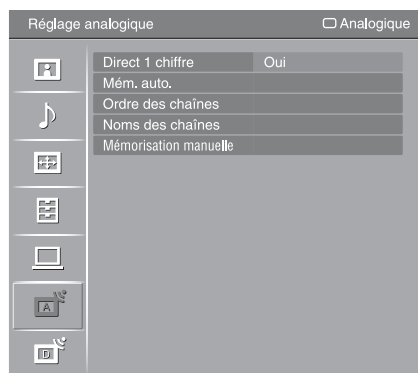 Réglage analogique Analogique
Direct 1 chiffre Oui
Mém. auto.
Ordre des chaînes
Noms des chaînes
Mémorisation manuelle
A
D